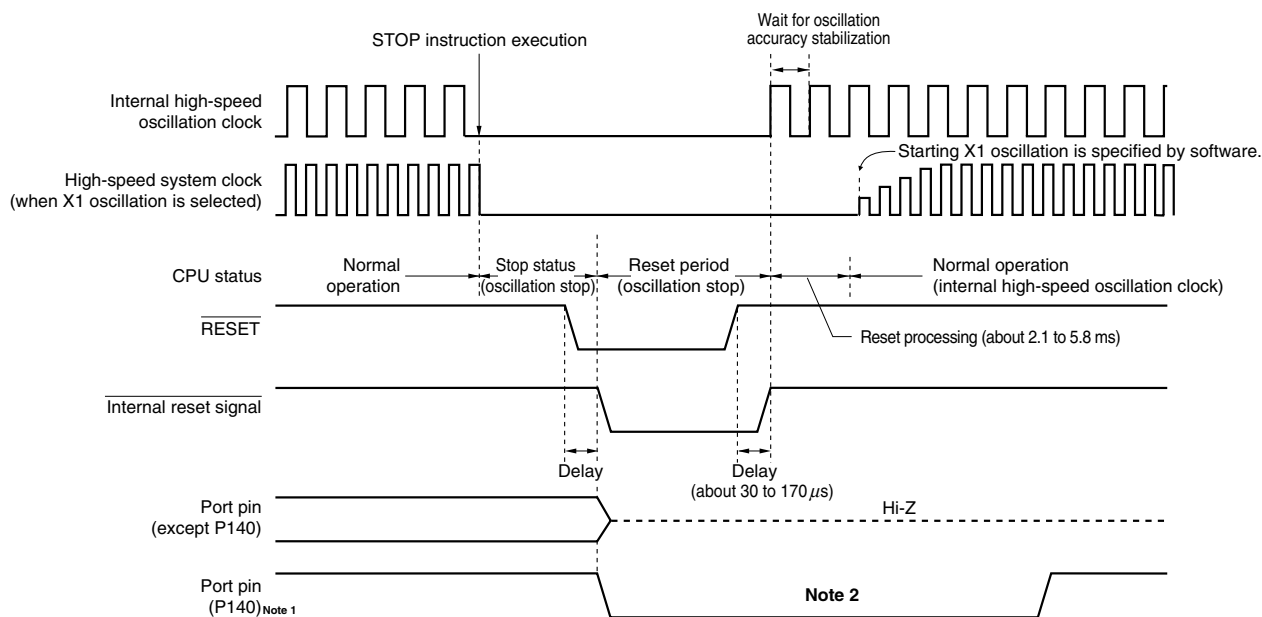 Wait for oscillation
accuracy stabilization
STOP instruction execution
Internal high-speed
oscillation clock
Starting X1 oscillation is specified by software.
High-speed system clock
(when X1 oscillation is selected)
CPU status
Normal
operation
Stop status
(oscillation stop)
Reset period
(oscillation stop)
Normal operation
(internal high-speed oscillation clock)
RESET
Reset processing (about 2.1 to 5.8 ms)
Internal reset signal
Delay
Delay
(about 30 to 170 μs)
Port pin
(except P140)
Hi-Z
Port pin
(P140) Note 1
Note 2